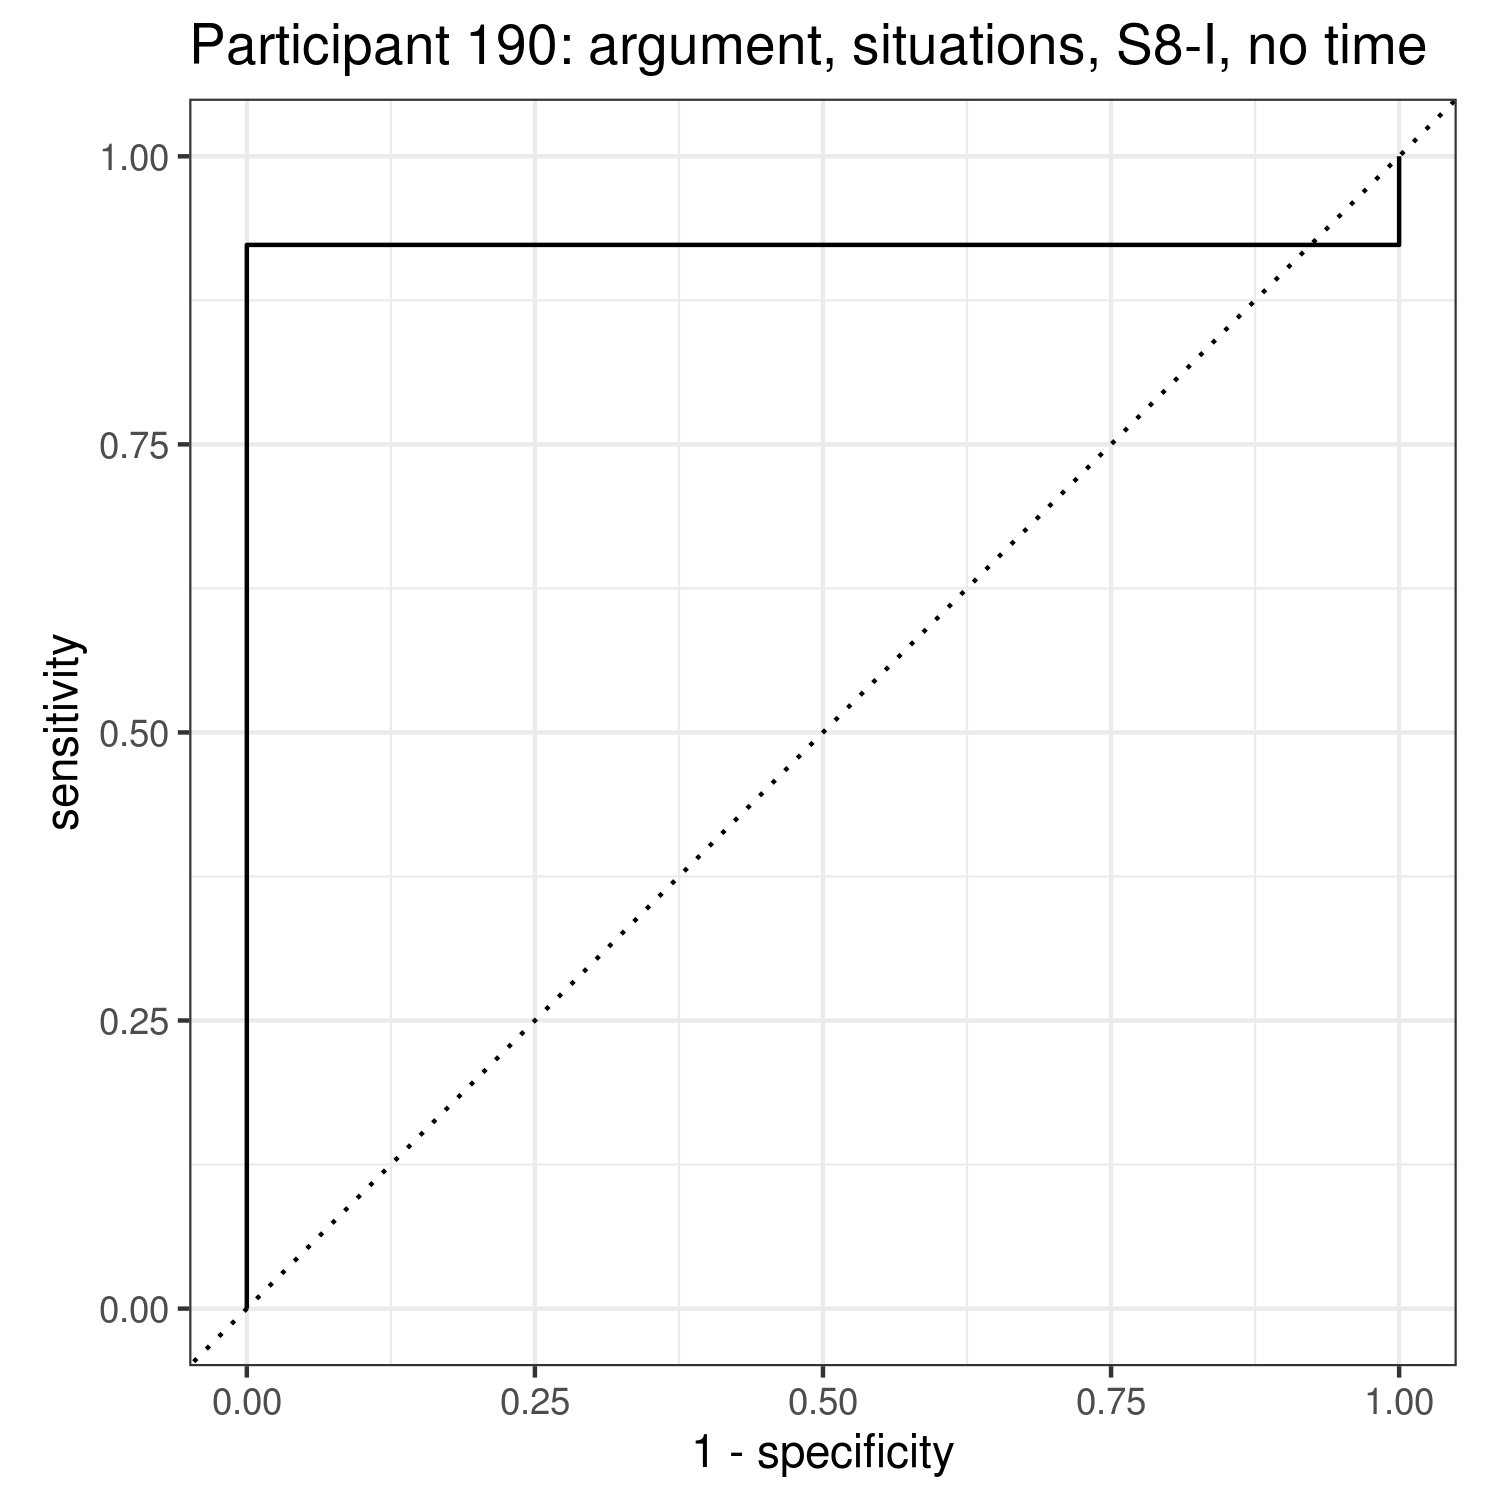 Participant 190: argument, situations, S8-I, no time
1.00
0.75
0.50
0.25
0.00
sensitivity
0.00 0.25 0.50 0.75 1.00
1 - specificity